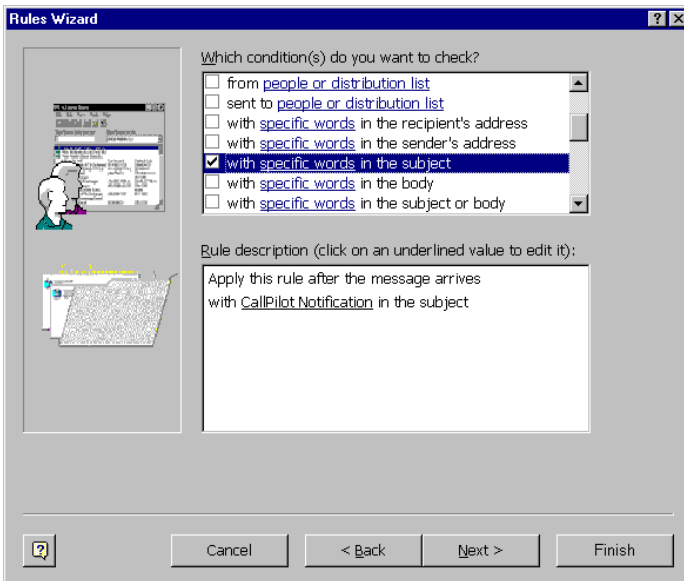 Rules Wizard
Which condition(s) do you want to check?
from people or distribution list
sent to people or distribution list
with specific words in the recipient's address
with specific words in the sender's address
with specific words in the subject
with specific words in the body
with specific words in the subject or body
Rule description (click on an underlined value to edit it):
Apply this rule after the message arrives
with CallPilot Notification in the subject
Cancel
< Back
Next >
Finish